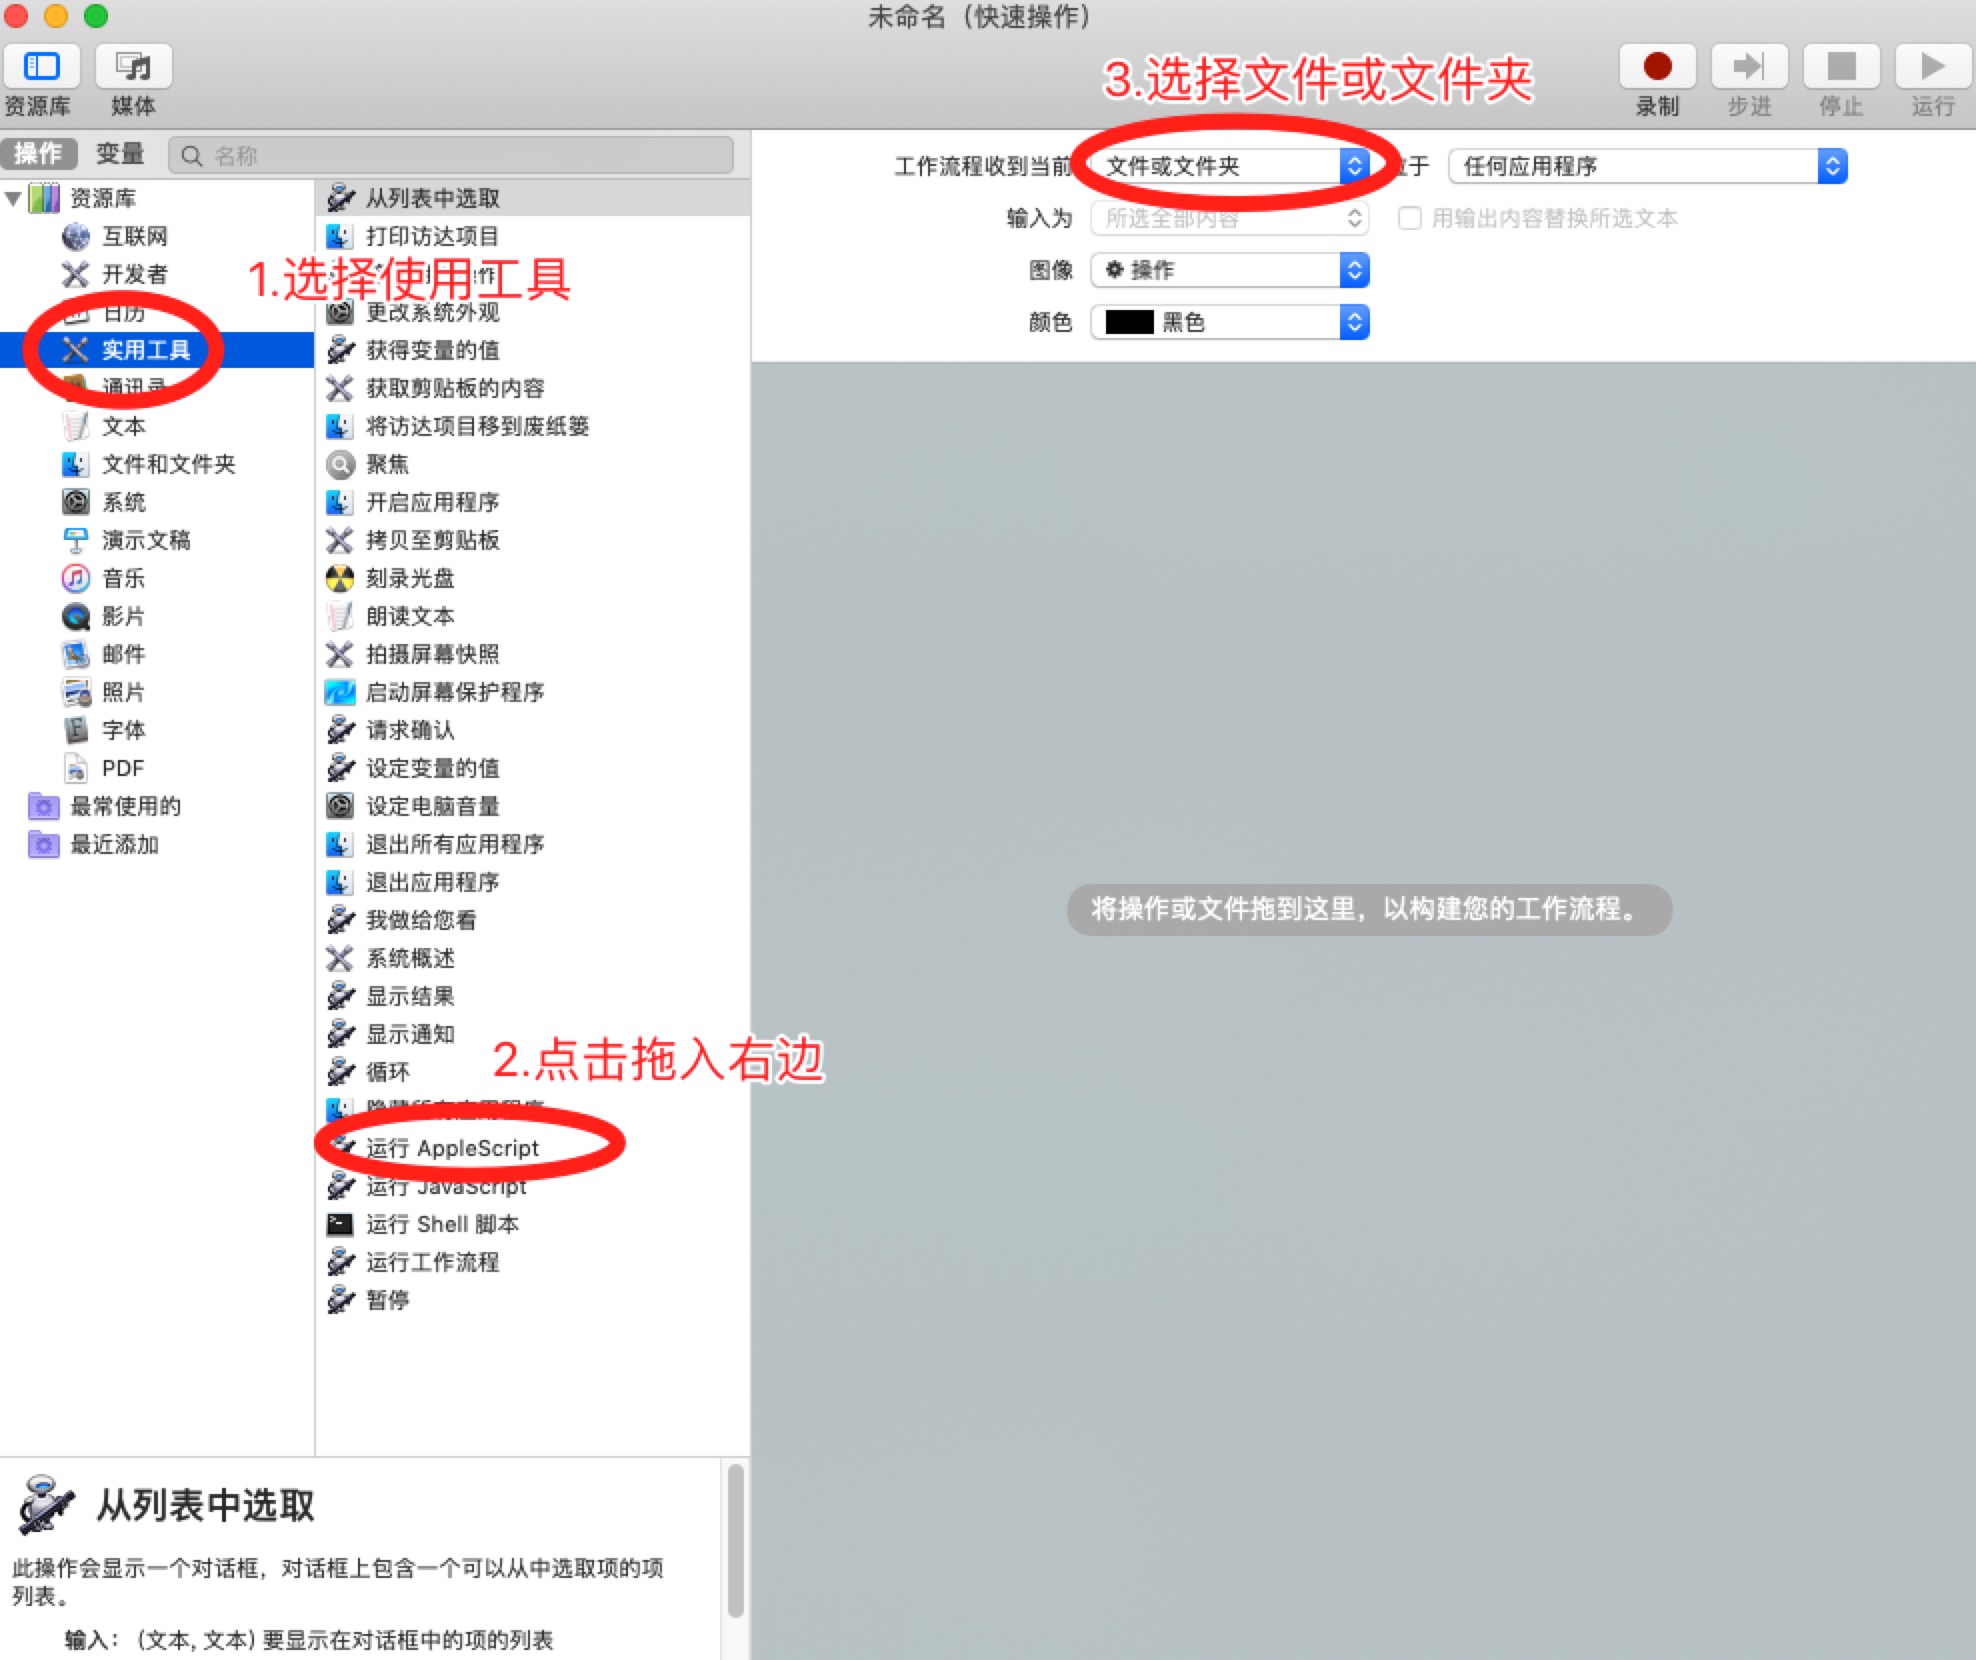 未命名（快速操作）
资源库
媒体
3.选择文件或文件夹
录制
步进
停止
运行
操作
变量
名称
工作流程收到当前
文件或文件夹
位于
任何应用程序
输入为
所选全部内容
用输出内容替换所选文本
图像
操作
颜色
黑色
资源库
互联网
开发者
日历
实用工具
通讯录
文本
文件和文件夹
系统
演示文稿
音乐
影片
邮件
照片
字体
PDF
最常使用的
最近添加
1.选择使用工具
从列表中选取
打印访达项目
更改系统外观
获得变量的值
获取剪贴板的内容
将访达项目移到废纸篓
聚焦
开启应用程序
拷贝至剪贴板
刻录光盘
朗读文本
拍摄屏幕快照
启动屏幕保护程序
请求确认
设定变量的值
设定电脑音量
退出所有应用程序
退出应用程序
我做给您看
系统概述
显示结果
显示通知
循环
2.点击拖入右边
隐藏所有应用程序
运行 AppleScript
运行 JavaScript
运行 Shell 脚本
运行工作流程
暂停
将操作或文件拖到这里，以构建您的工作流程。
从列表中选取
此操作会显示一个对话框，对话框上包含一个可以从中选取项的项
列表。
输入：(文本, 文本) 要显示在对话框中的项的列表